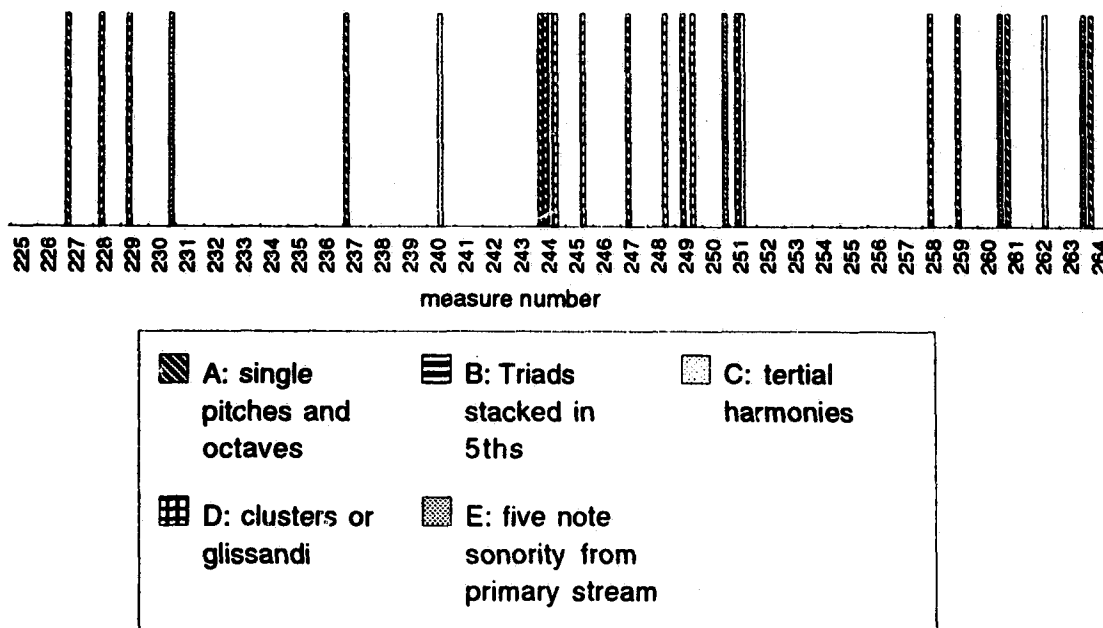 225 226 227 228 229 230 231 232 233 234 235 236 237 238 239 240 241 242 243 244 245 246 247 248 249 250 251 252 253 254 255 256 257 258 259 260 261 262 263 264
measure number
A: single
pitches and
octaves
B: Triads
stacked in
5ths
C: tertial
harmonies
D: clusters or
glissandi
E: five note
sonority from
primary stream